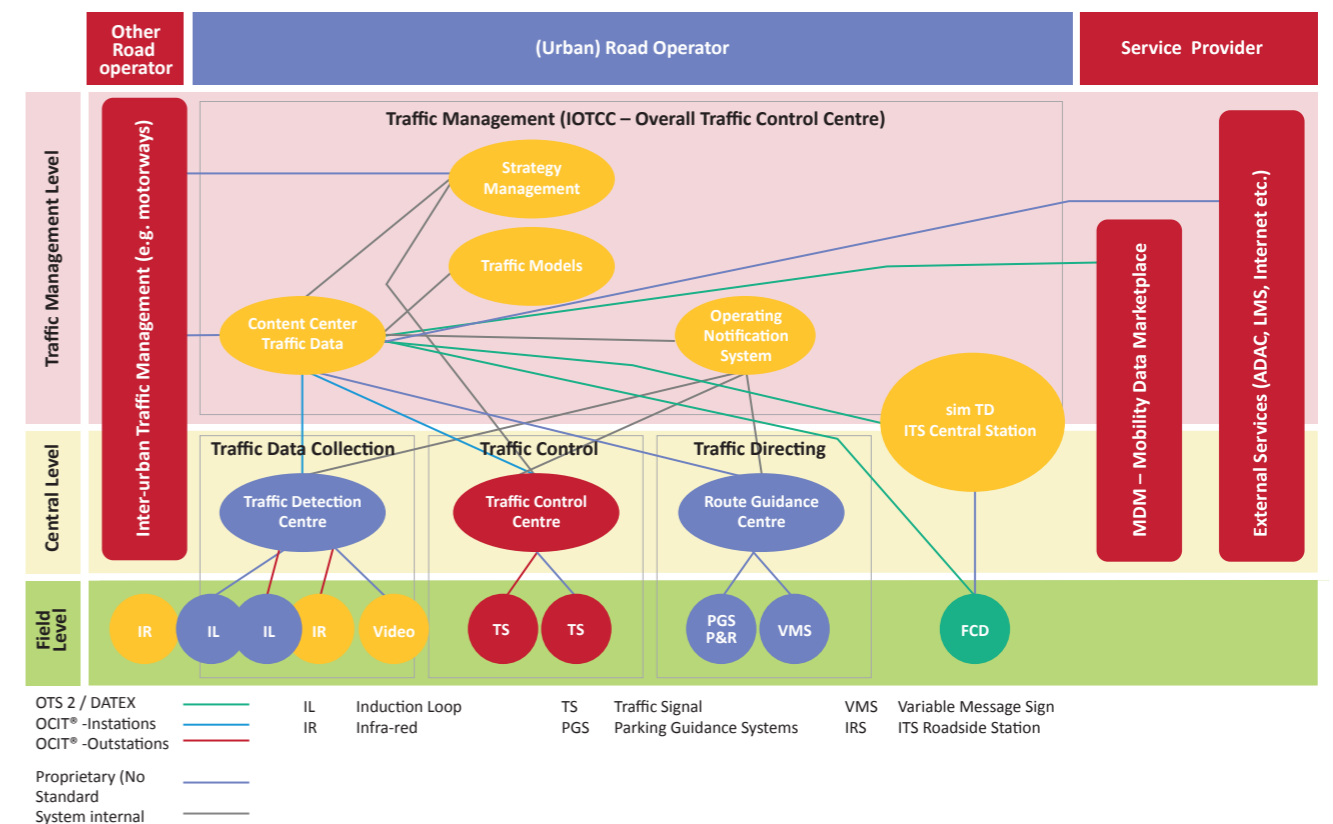 Other
Road
operator
(Urban) Road Operator
Service Provider
Traffic Management Level
Inter-urban Traffic Management (e.g. motorways)
Traffic Management (IOTCC – Overall Traffic Control Centre)
Strategy
Management
Traffic Models
Content Center
Traffic Data
Operating
Notification
System
sim TD
ITS Central Station
MDM – Mobility Data Marketplace
External Services (ADAC, LMS, Internet etc.)
Central Level
Traffic Data Collection
Traffic Control
Traffic Directing
Traffic Detection
Centre
Traffic Control
Centre
Route Guidance
Centre
Field
Level
IR
IL
IL
IR
Video
TS
TS
PGS
P&R
VMS
FCD
OTS 2 / DATEX
OCIT® -Instations
OCIT® -Outstations
Proprietary (No
Standard
System internal
IL Induction Loop
IR Infra-red
TS Traffic Signal
PGS Parking Guidance Systems
VMS Variable Message Sign
IRS ITS Roadside Station